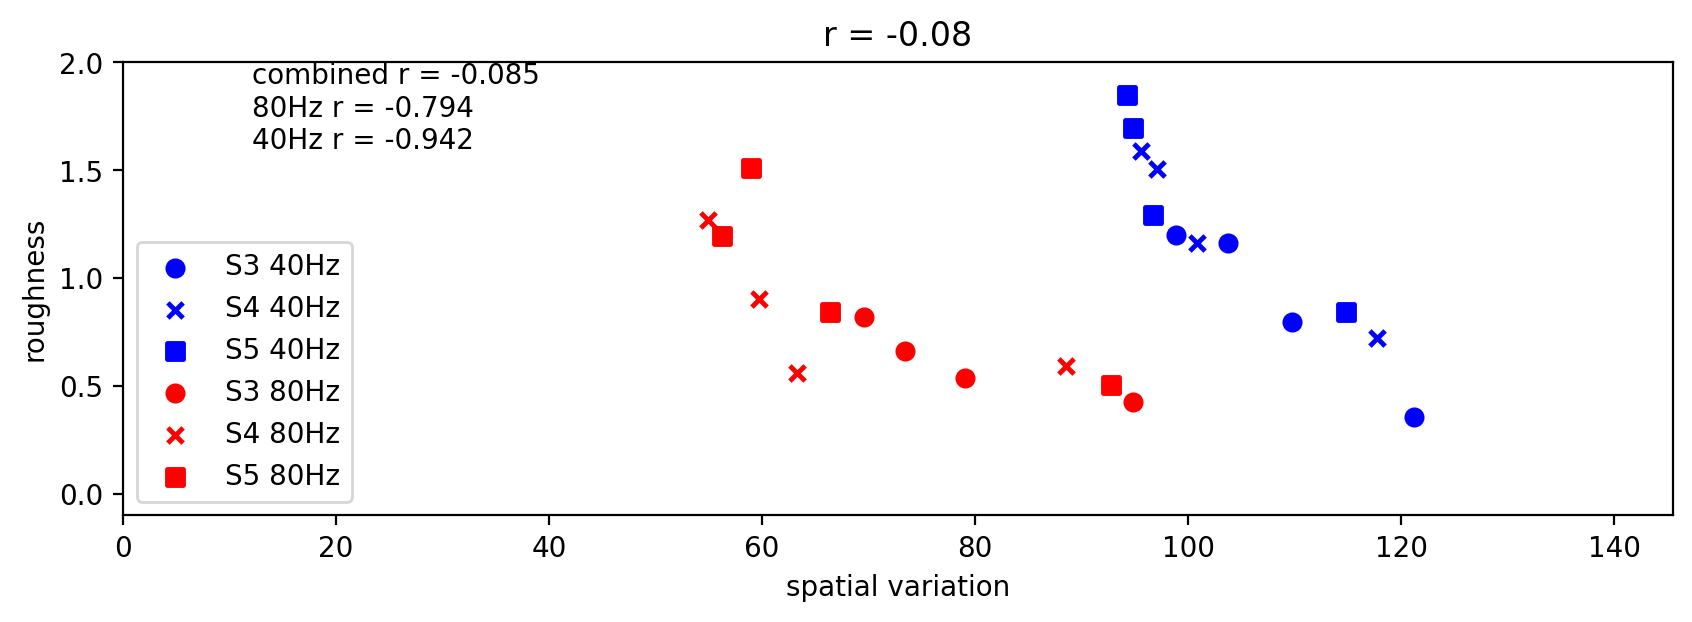 r = -0.08
combined r = -0.085
80Hz r = -0.794
40Hz r = -0.942
2.0
1.5
1.0
0.5
0.0
roughness
S3 40Hz
S4 40Hz
S5 40Hz
S3 80Hz
S4 80Hz
S5 80Hz
0 20 40 60 80 100 120 140
spatial variation